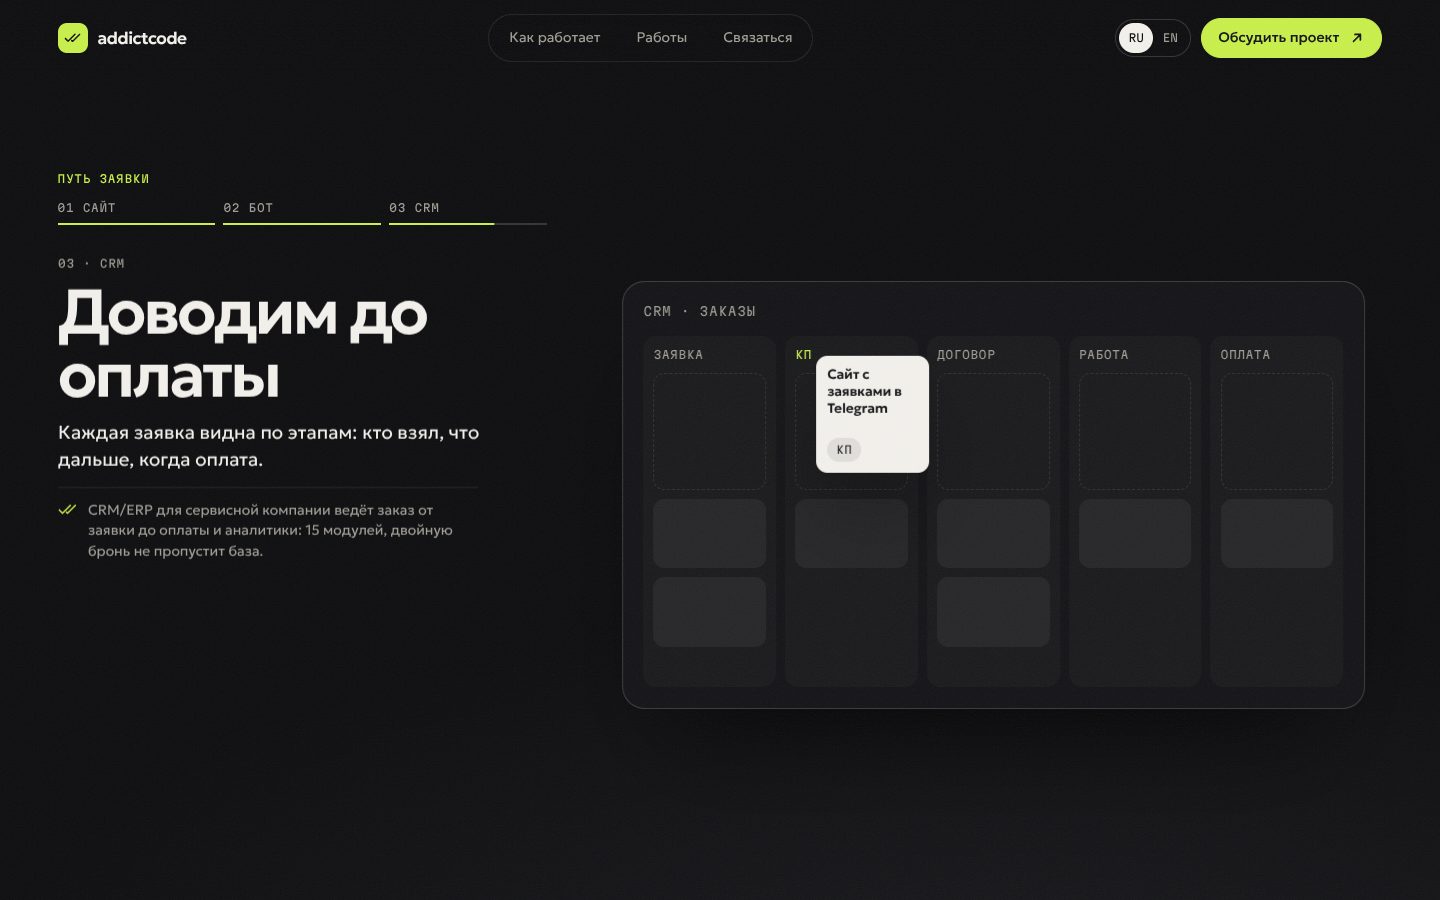 addictcode
Как работает
Работы
Связаться
RU
EN
Обсудить проект
ПУТЬ ЗАЯВКИ
01 САЙТ
02 БОТ
03 CRM
03 · CRM
Доводим до
оплаты
Каждая заявка видна по этапам: кто взял, что
дальше, когда оплата.
CRM/ERP для сервисной компании ведёт заказ от
заявки до оплаты и аналитики: 15 модулей, двойную
бронь не пропустит база.
CRM · ЗАКАЗЫ
ЗАЯВКА
КП
ДОГОВОР
РАБОТА
ОПЛАТА
Сайт с
заявками в
Telegram
КП